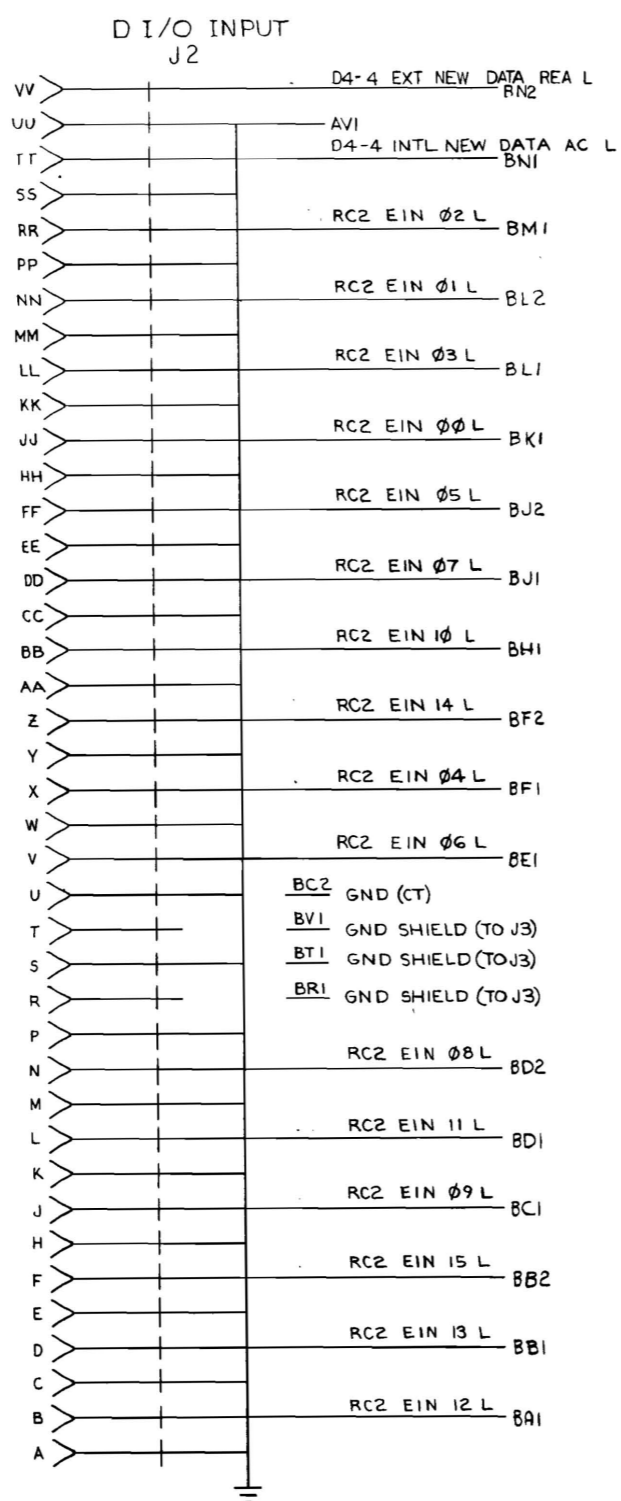 D I/O INPUT
J2
VV D4-4 EXT NEW DATA REA L BN2
UU AV1
TT D4-4 INTL NEW DATA AC L BN1
SS
RR RC2 EIN Ø2 L BM1
PP
NN RC2 EIN Ø1 L BL2
MM
LL RC2 EIN Ø3 L BL1
KK
JJ RC2 EIN ØØ L BK1
HH
FF RC2 EIN Ø5 L BJ2
EE
DD RC2 EIN Ø7 L BJ1
CC
BB RC2 EIN 1Ø L BH1
AA
Z RC2 EIN 14 L BF2
Y
X RC2 EIN Ø4 L BF1
W
V RC2 EIN Ø6 L BE1
U BC2 GND (CT)
T BV1 GND SHIELD (TO J3)
S BT1 GND SHIELD (TO J3)
R BR1 GND SHIELD (TO J3)
P
N RC2 EIN Ø8 L BD2
M
L RC2 EIN 11 L BD1
K
J RC2 EIN Ø9 L BC1
H
F RC2 EIN 15 L BB2
E
D RC2 EIN 13 L BB1
C
B RC2 EIN 12 L BA1
A